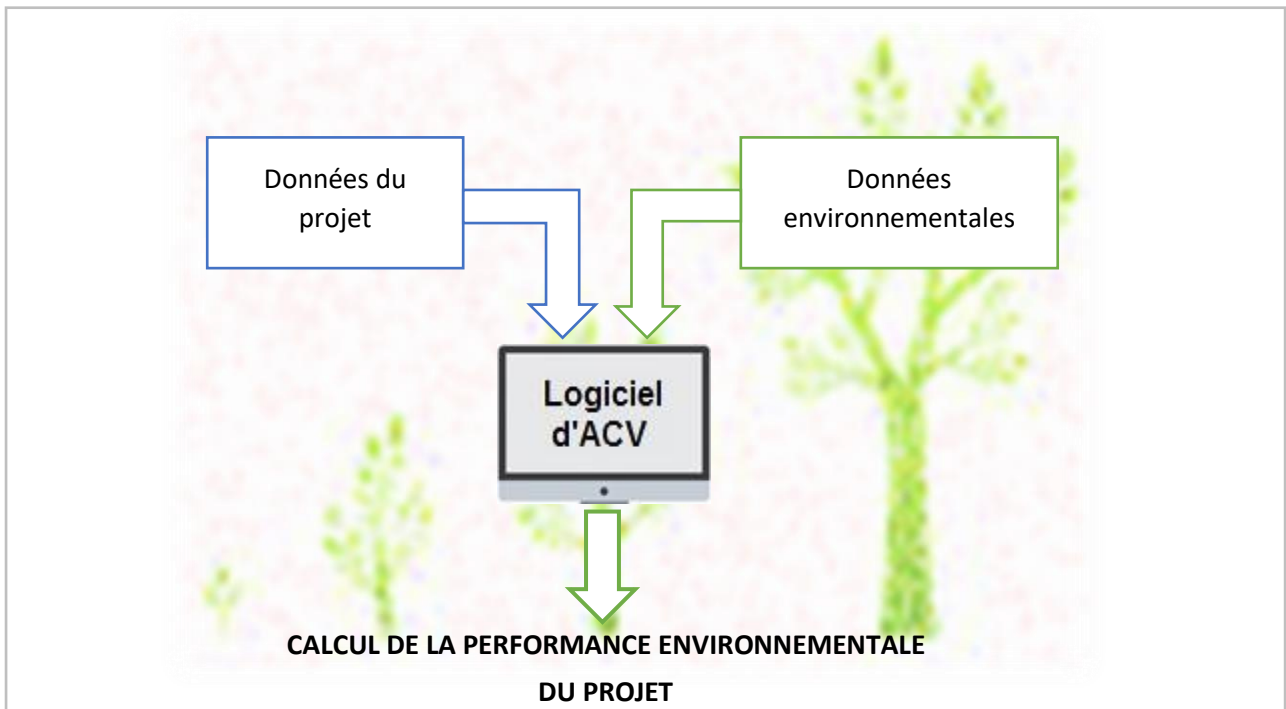 Données du
projet
Données
environnementales
Logiciel
d'ACV
CALCUL DE LA PERFORMANCE ENVIRONNEMENTALE
DU PROJET